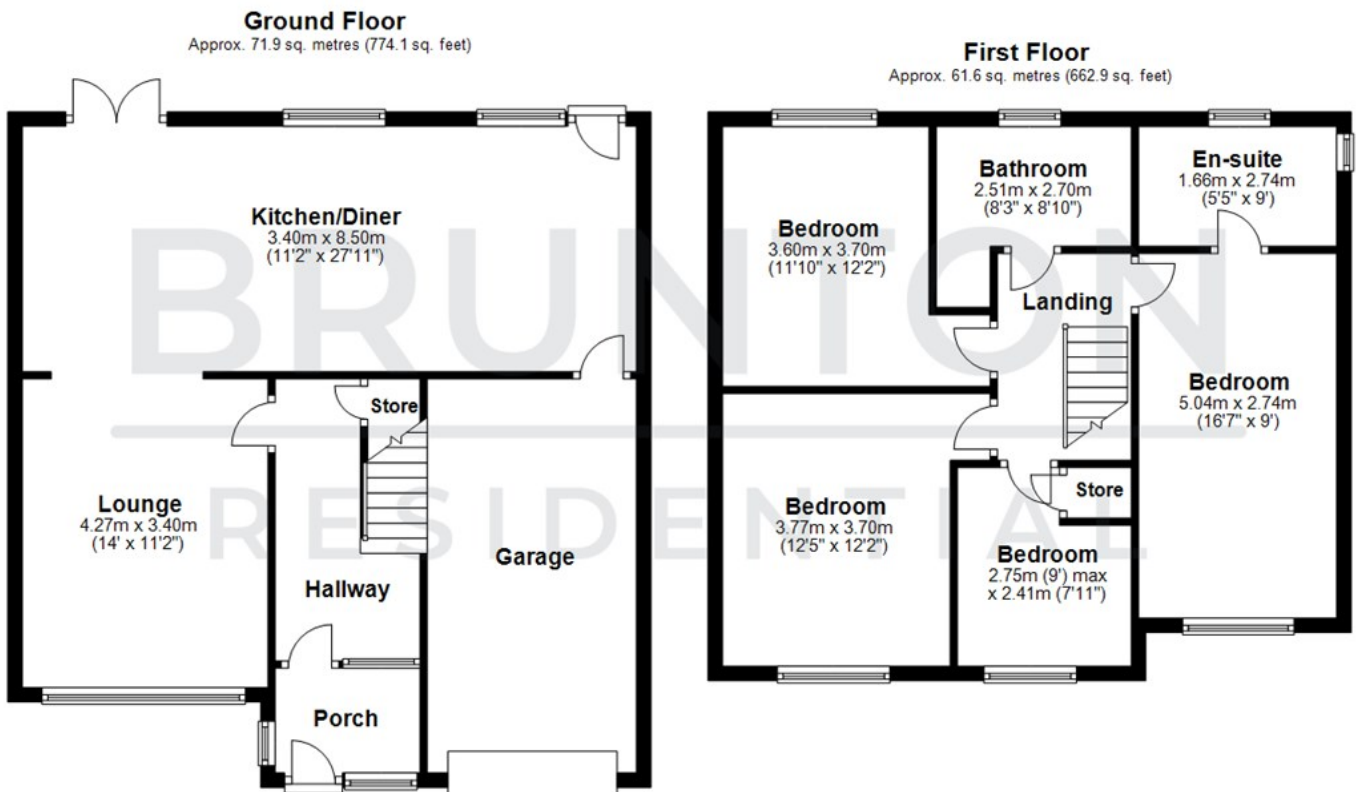 Ground Floor
Approx. 71.9 sq. metres (774.1 sq. feet)
Kitchen/Diner
3.40m x 8.50m
(11'2" x 27'11")
Store
Lounge
4.27m x 3.40m
(14' x 11'2")
Garage
Hallway
Porch
First Floor
Approx. 61.6 sq. metres (662.9 sq. feet)
Bathroom
2.51m x 2.70m
(8'3" x 8'10")
En-suite
1.66m x 2.74m
(5'5" x 9')
Bedroom
3.60m x 3.70m
(11'10" x 12'2")
Landing
Bedroom
5.04m x 2.74m
(16'7" x 9')
Bedroom
3.77m x 3.70m
(12'5" x 12'2")
Store
Bedroom
2.75m (9') max
x 2.41m (7'11")
BRUNTON
RESIDENTIAL